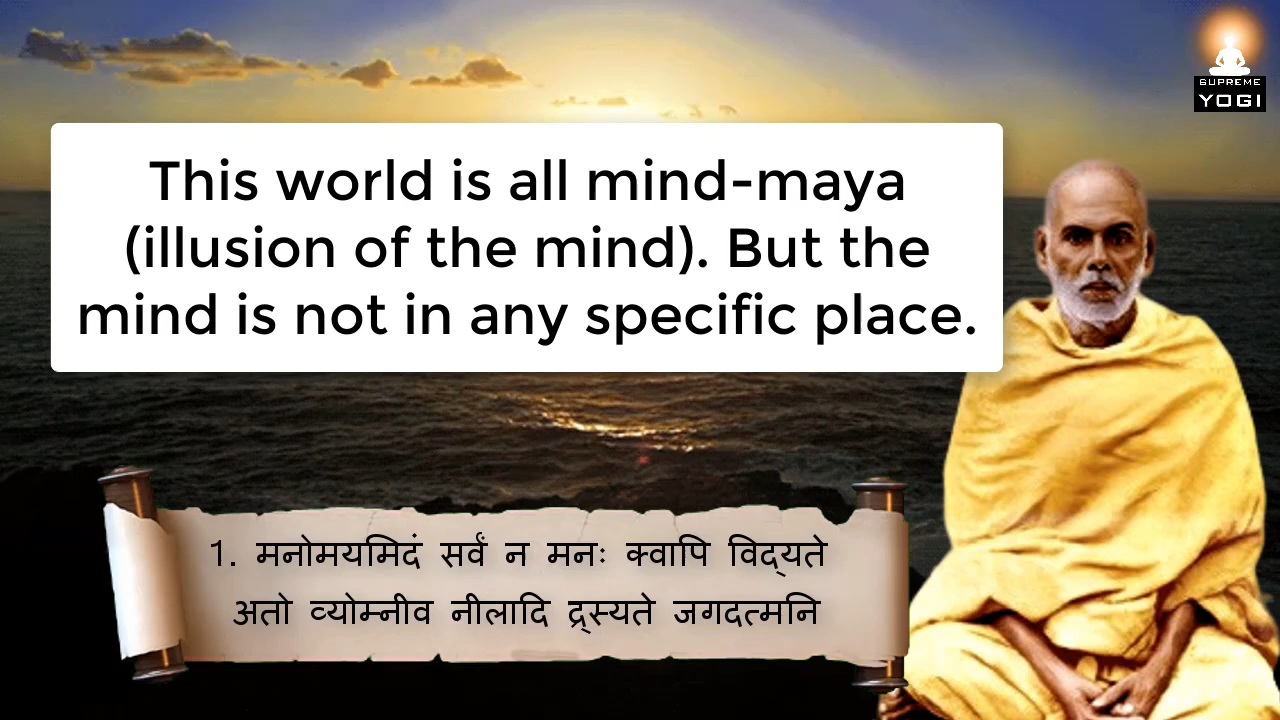 SUPREME
YOGI
This world is all mind-maya
(illusion of the mind). But the
mind is not in any specific place.
1. मनोमयमिदं सर्वं न मनः क्वापि विद्‌यते
अतो व्योम्नीव नीलादि द्र्स्यते जगदत्मनि